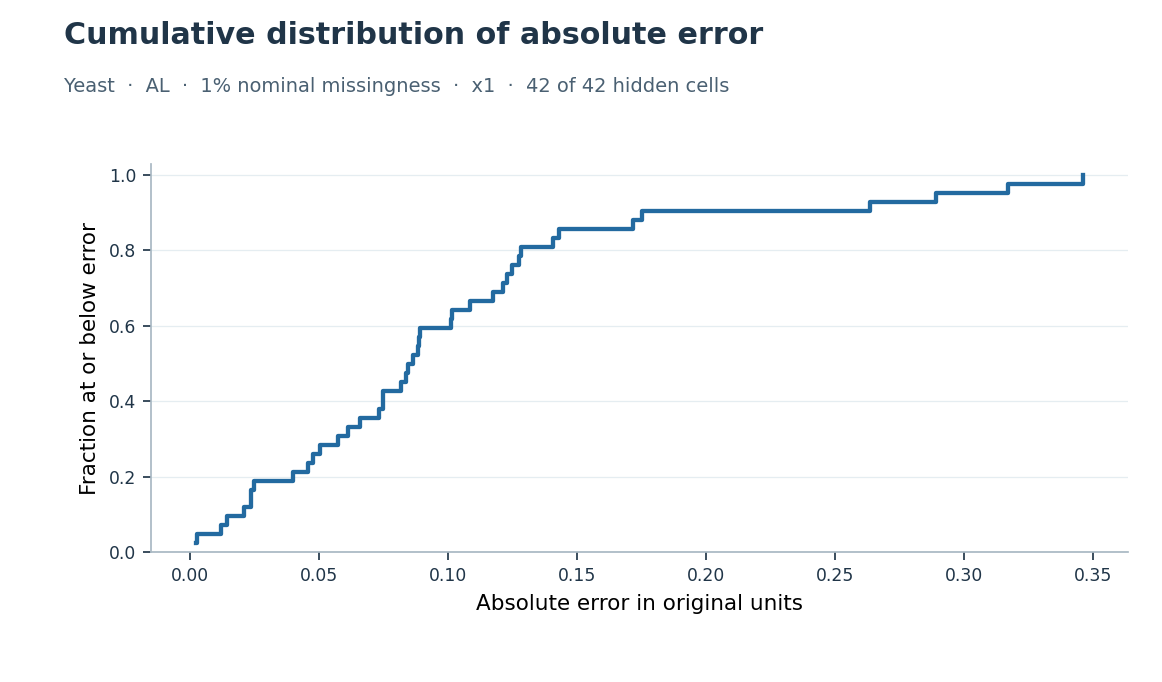 Cumulative distribution of absolute error
Yeast · AL · 1% nominal missingness · x1 · 42 of 42 hidden cells
Fraction at or below error
1.0
0.8
0.6
0.4
0.2
0.0
0.00 0.05 0.10 0.15 0.20 0.25 0.30 0.35
Absolute error in original units